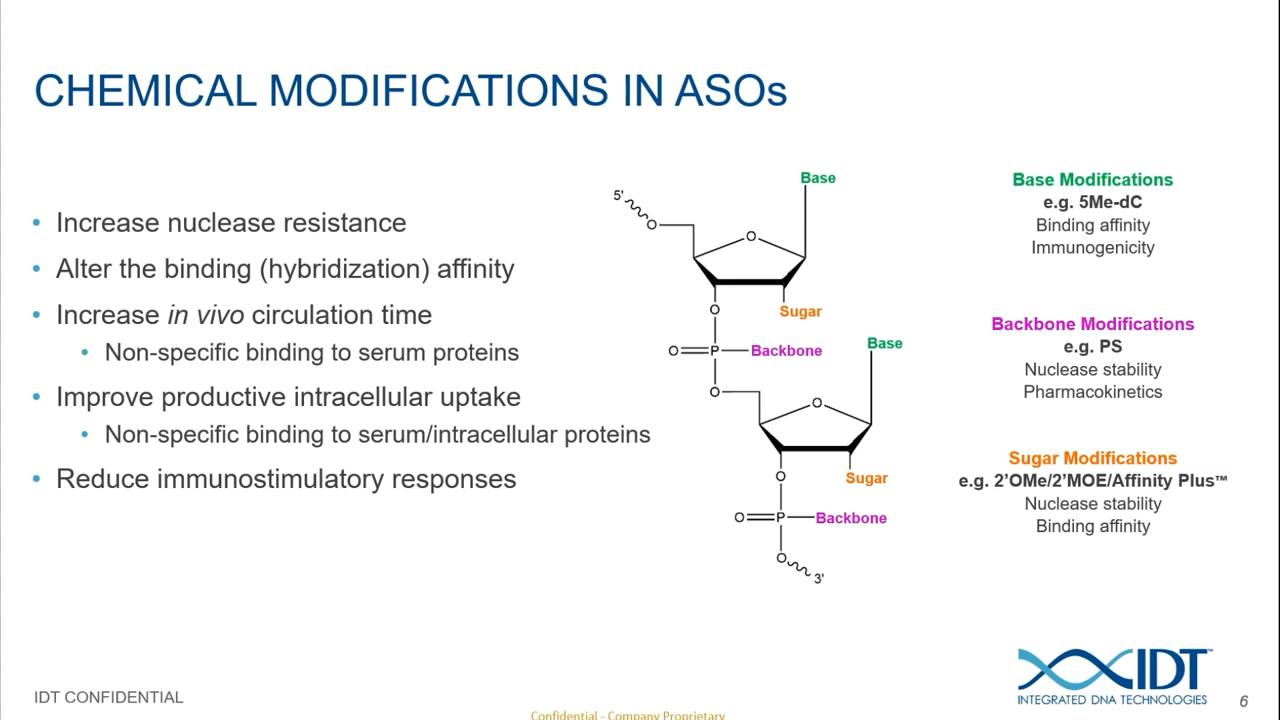 CHEMICAL MODIFICATIONS IN ASOs
• Increase nuclease resistance
• Alter the binding (hybridization) affinity
• Increase in vivo circulation time
• Non-specific binding to serum proteins
• Improve productive intracellular uptake
• Non-specific binding to serum/intracellular proteins
• Reduce immunostimulatory responses
Base
5'
O
O
O
Sugar
O=P—Backbone
Base
O
O
O
Sugar
O=P—Backbone
O
3'
Base Modifications
e.g. 5Me-dC
Binding affinity
Immunogenicity
Backbone Modifications
e.g. PS
Nuclease stability
Pharmacokinetics
Sugar Modifications
e.g. 2’OMe/2’MOE/Affinity Plus™
Nuclease stability
Binding affinity
IDT™
INTEGRATED DNA TECHNOLOGIES
IDT CONFIDENTIAL
6
Confidential - Company Proprietary